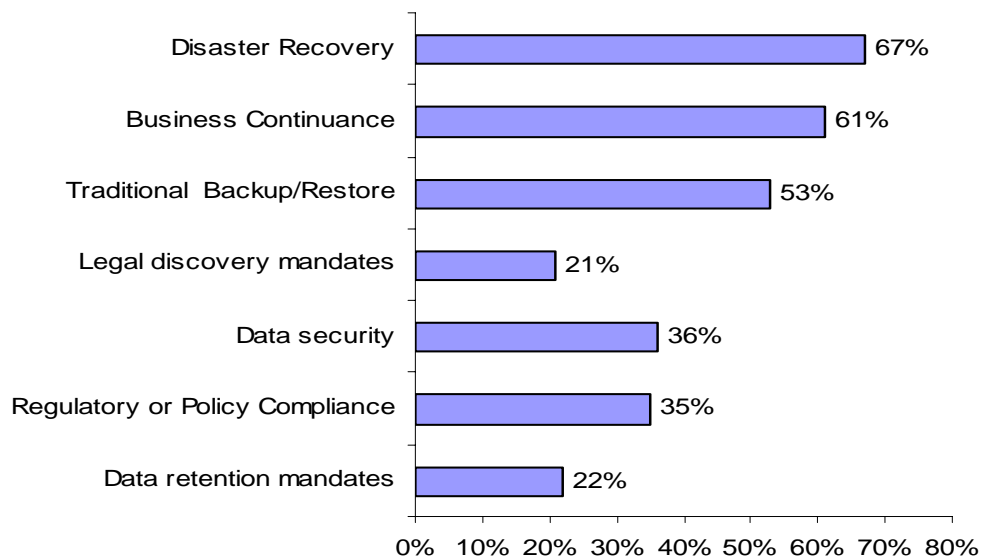 Disaster Recovery 67%
Business Continuance 61%
Traditional Backup/Restore 53%
Legal discovery mandates 21%
Data security 36%
Regulatory or Policy Compliance 35%
Data retention mandates 22%
0% 10% 20% 30% 40% 50% 60% 70% 80%